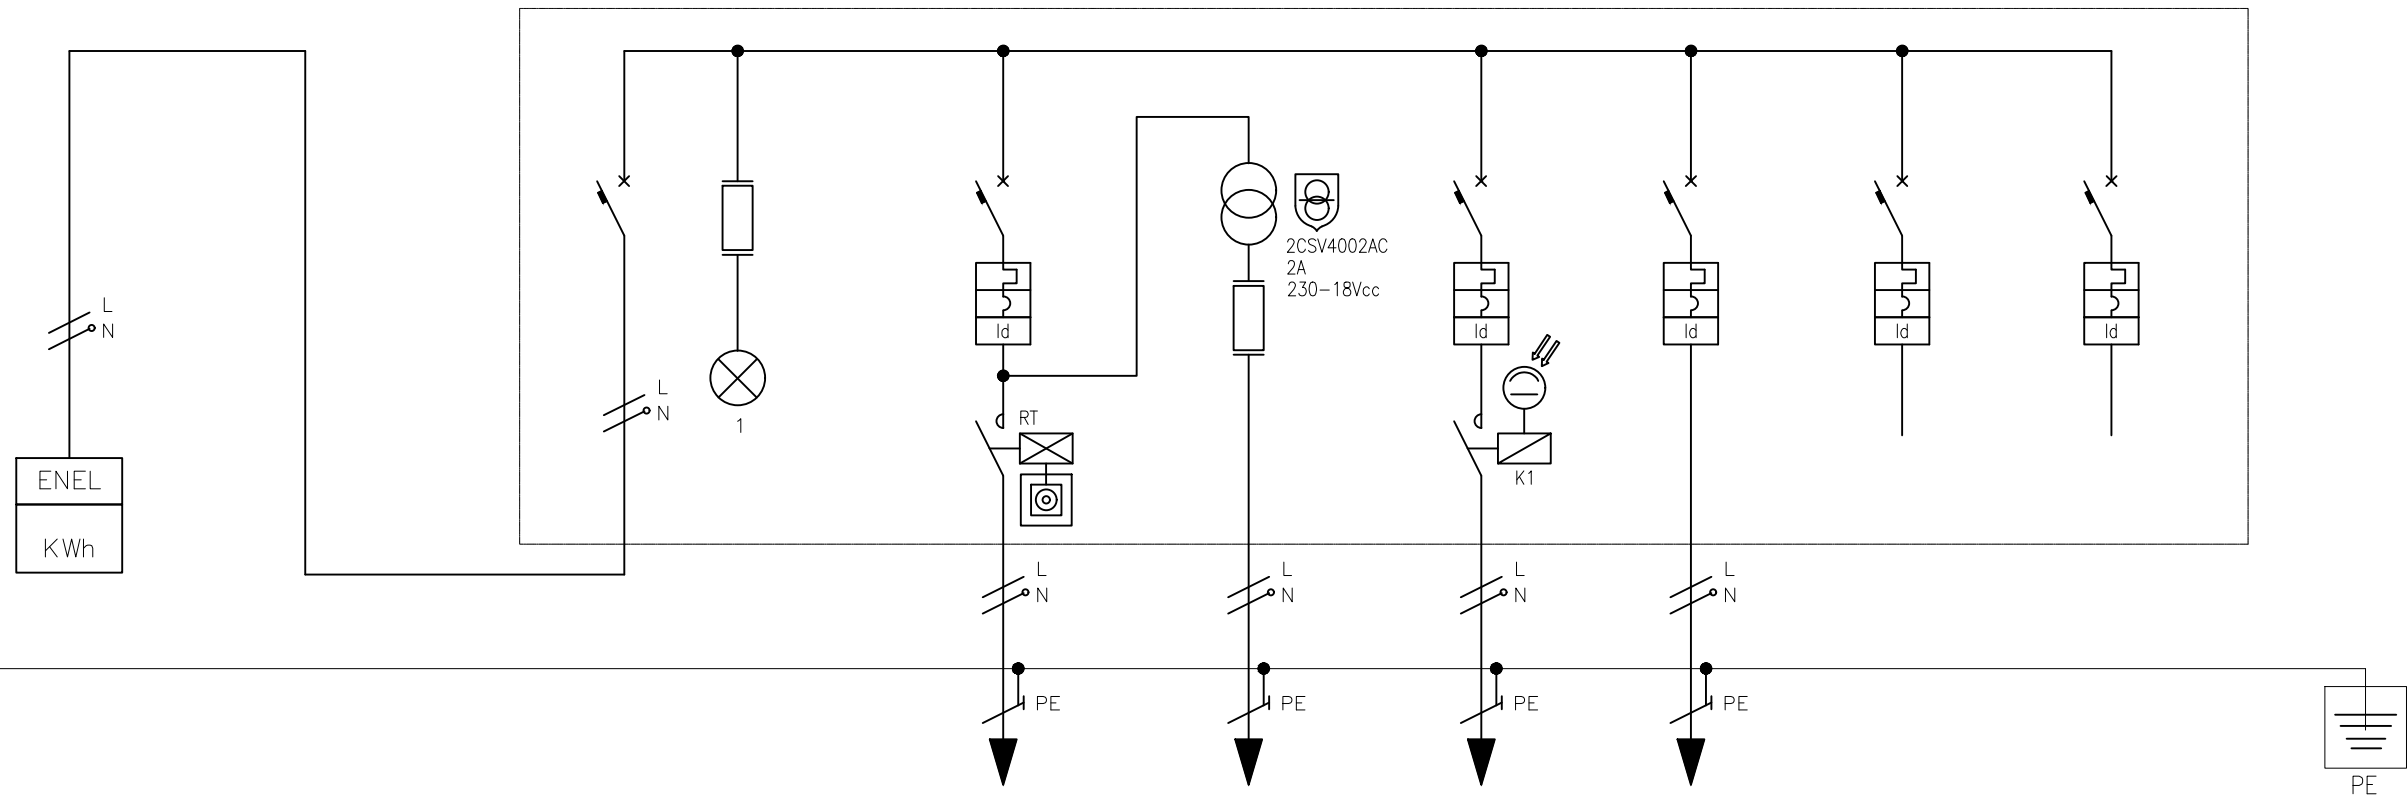 2CSV4002AC
2A
230-18Vcc
L
N
Id
Id
Id
Id
Id
L
N
1
RT
K1
ENEL
KWh
L
N
L
N
L
N
L
N
PE
PE
PE
PE
PE